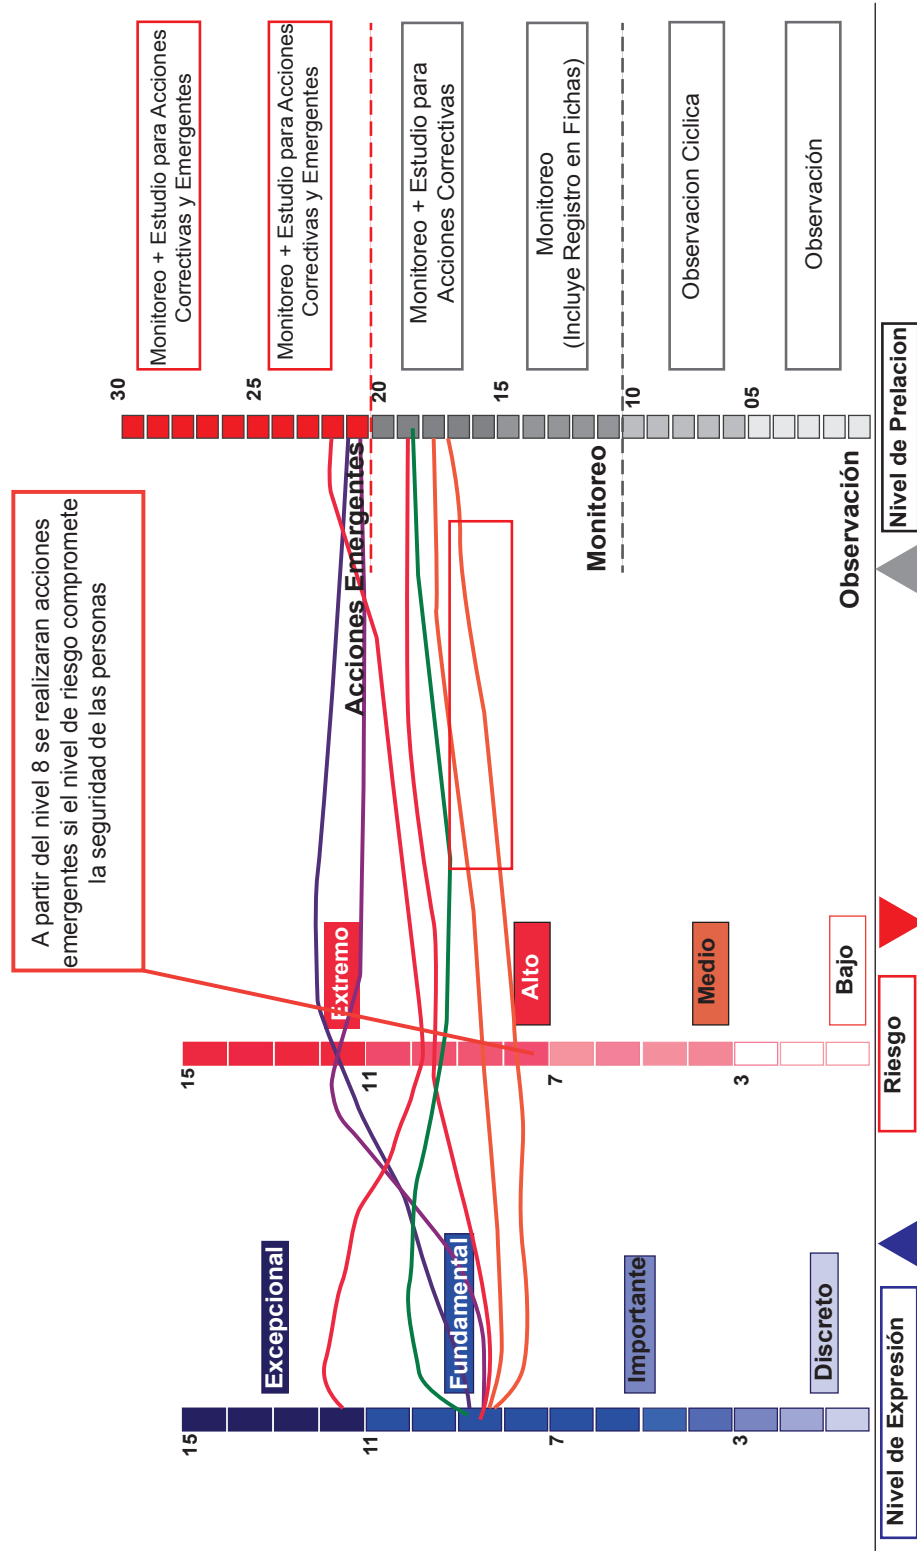 A partir del nivel 8 se realizaran acciones
emergentes si el nivel de riesgo compromete
la seguridad de las personas
15
11
7
3
Excepcional
Fundamental
Importante
Discreto
Nivel de Expresión
15
11
7
3
Extremo
Alto
Medio
Bajo
Riesgo
30
25
20
15
10
05
Acciones Emergentes
Monitoreo
Observación
Nivel de Prelacion
Monitoreo + Estudio para Acciones
Correctivas y Emergentes
Monitoreo + Estudio para Acciones
Correctivas y Emergentes
Monitoreo + Estudio para
Acciones Correctivas
Monitoreo
(Incluye Registro en Fichas)
Observacion Ciclica
Observación